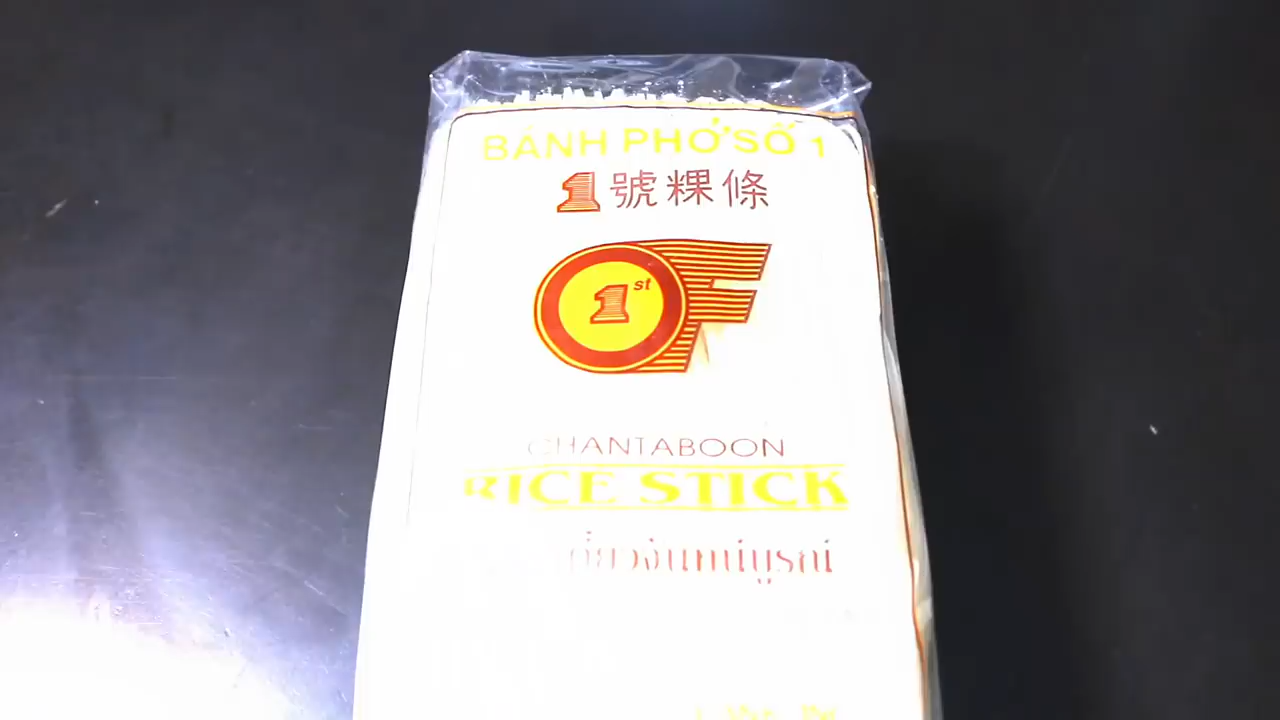 BÁNH PHỞ SỐ 1
1號粿條
1st
CHANTABOON
RICE STICK